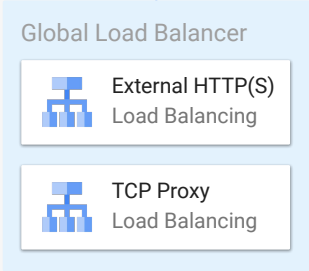 Global Load Balancer
External HTTP(S)
Load Balancing
TCP Proxy
Load Balancing